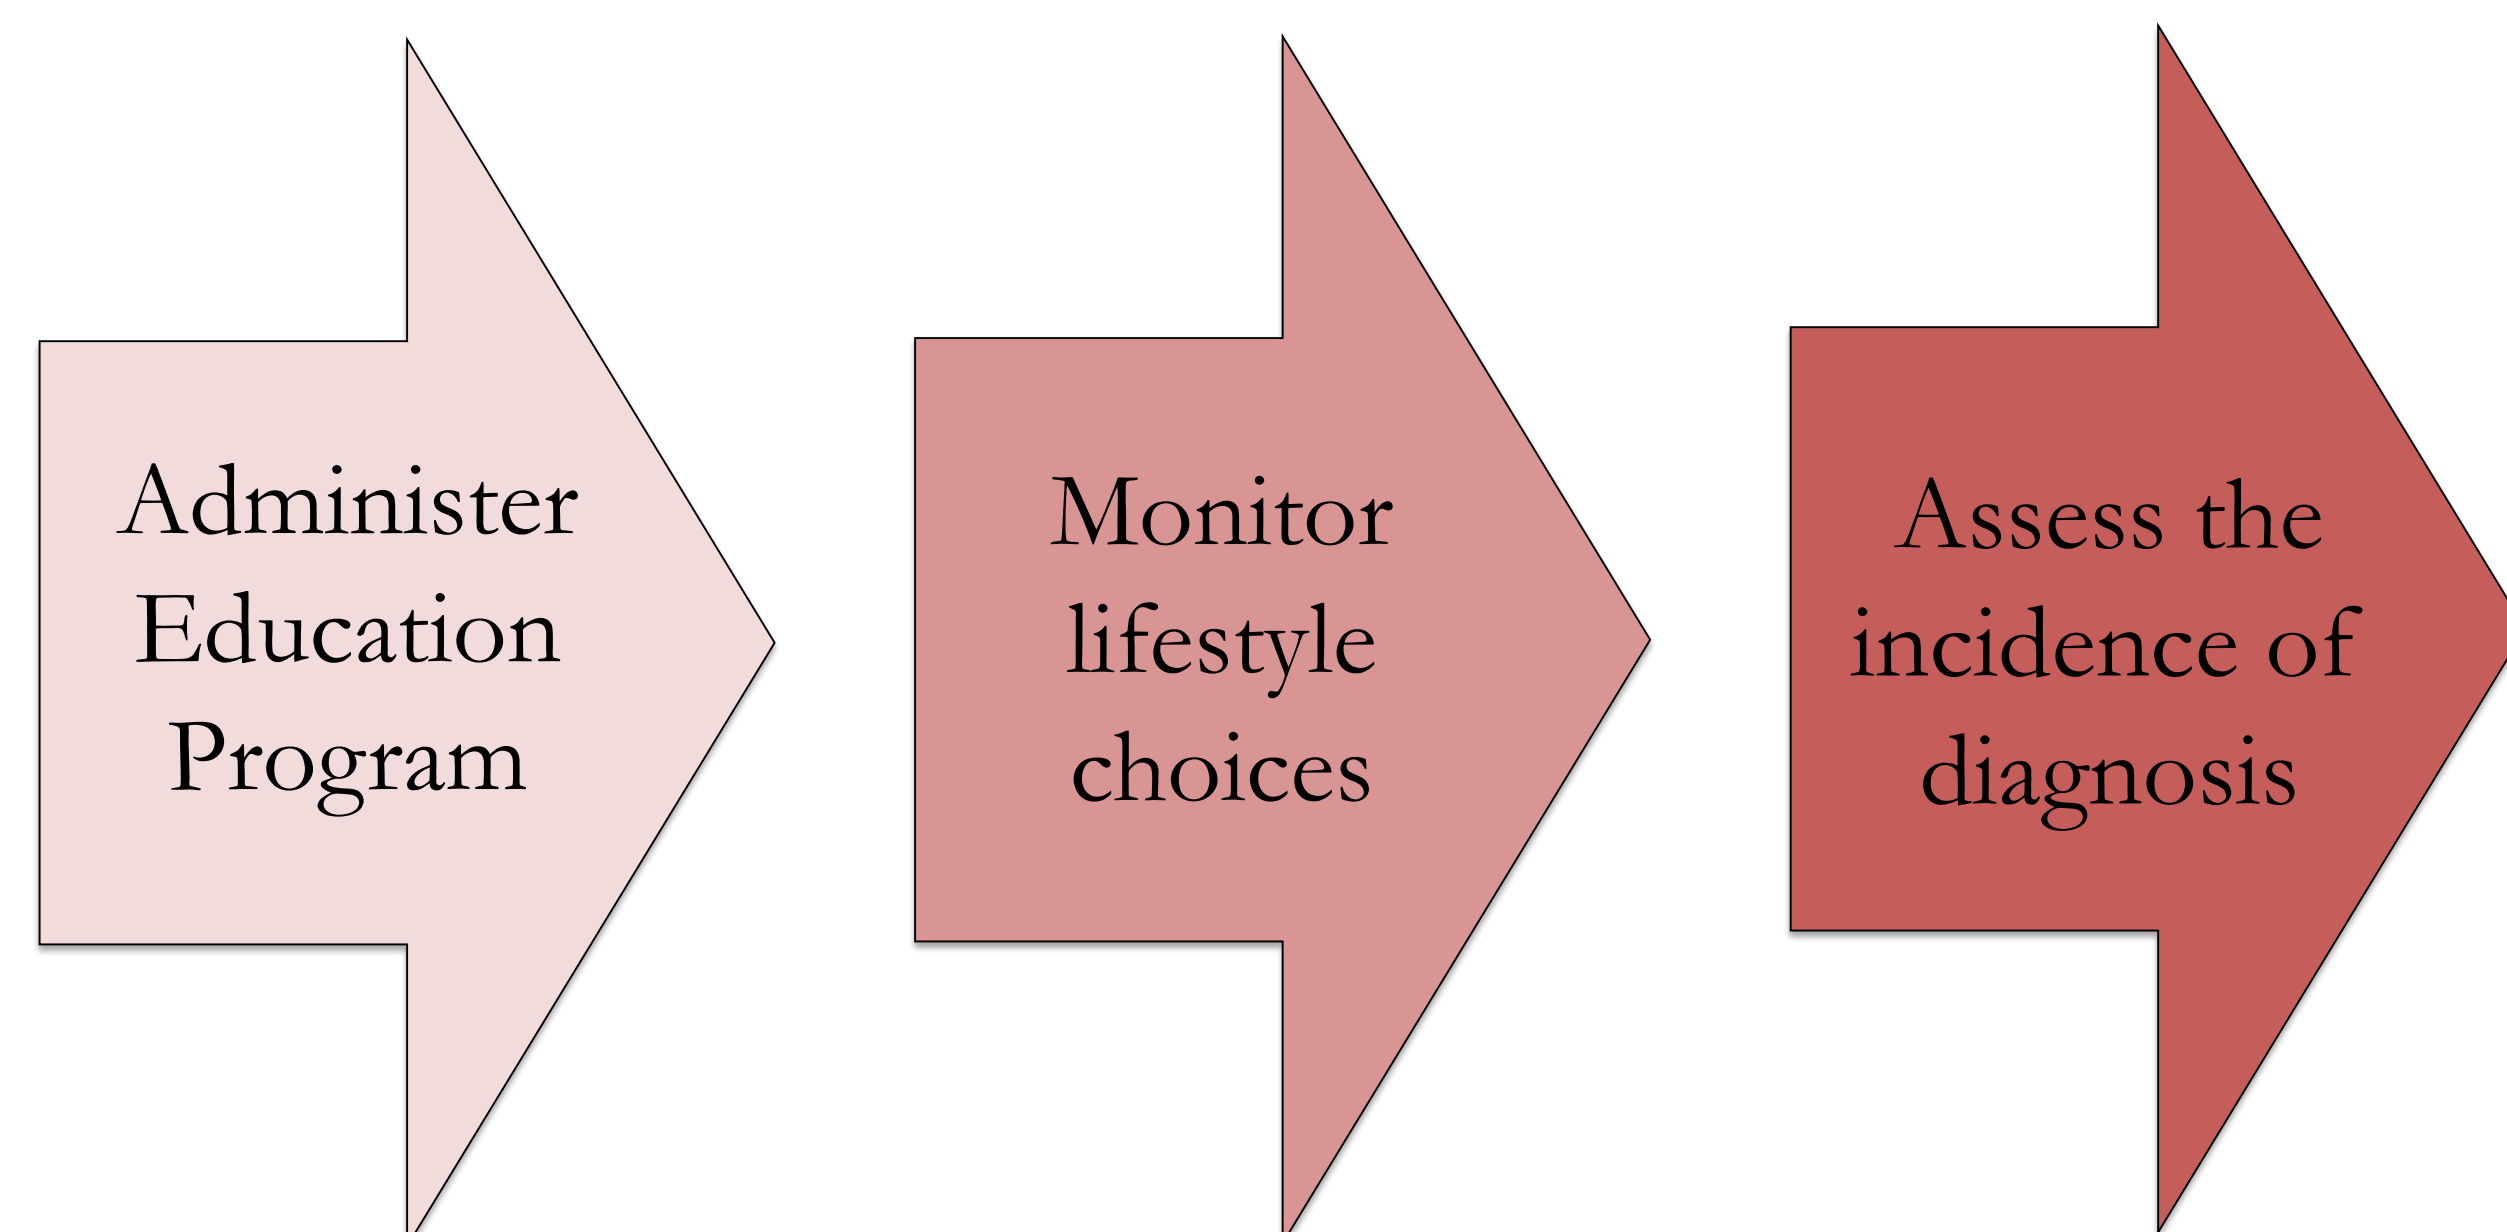 Administer
Education
Program
Monitor
lifestyle
choices
Assess the
incidence of
diagnosis